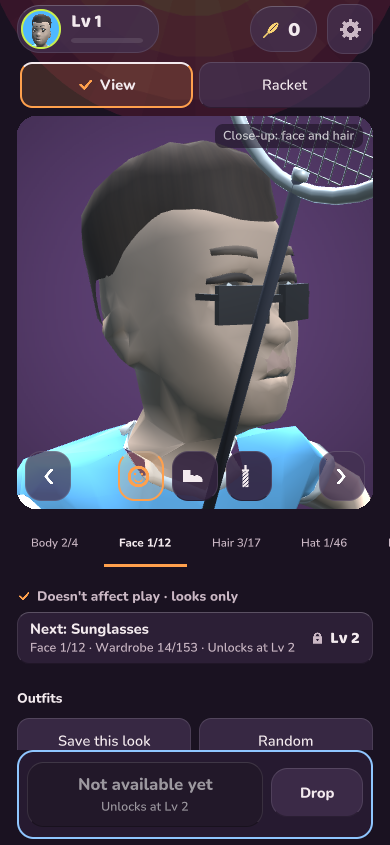 Lv 1
0
View
Racket
Close-up: face and hair
Body 2/4
Face 1/12
Hair 3/17
Hat 1/46
Doesn't affect play · looks only
Next: Sunglasses
Face 1/12 · Wardrobe 14/153 · Unlocks at Lv 2
Lv 2
Outfits
Save this look
Random
Not available yet
Unlocks at Lv 2
Drop